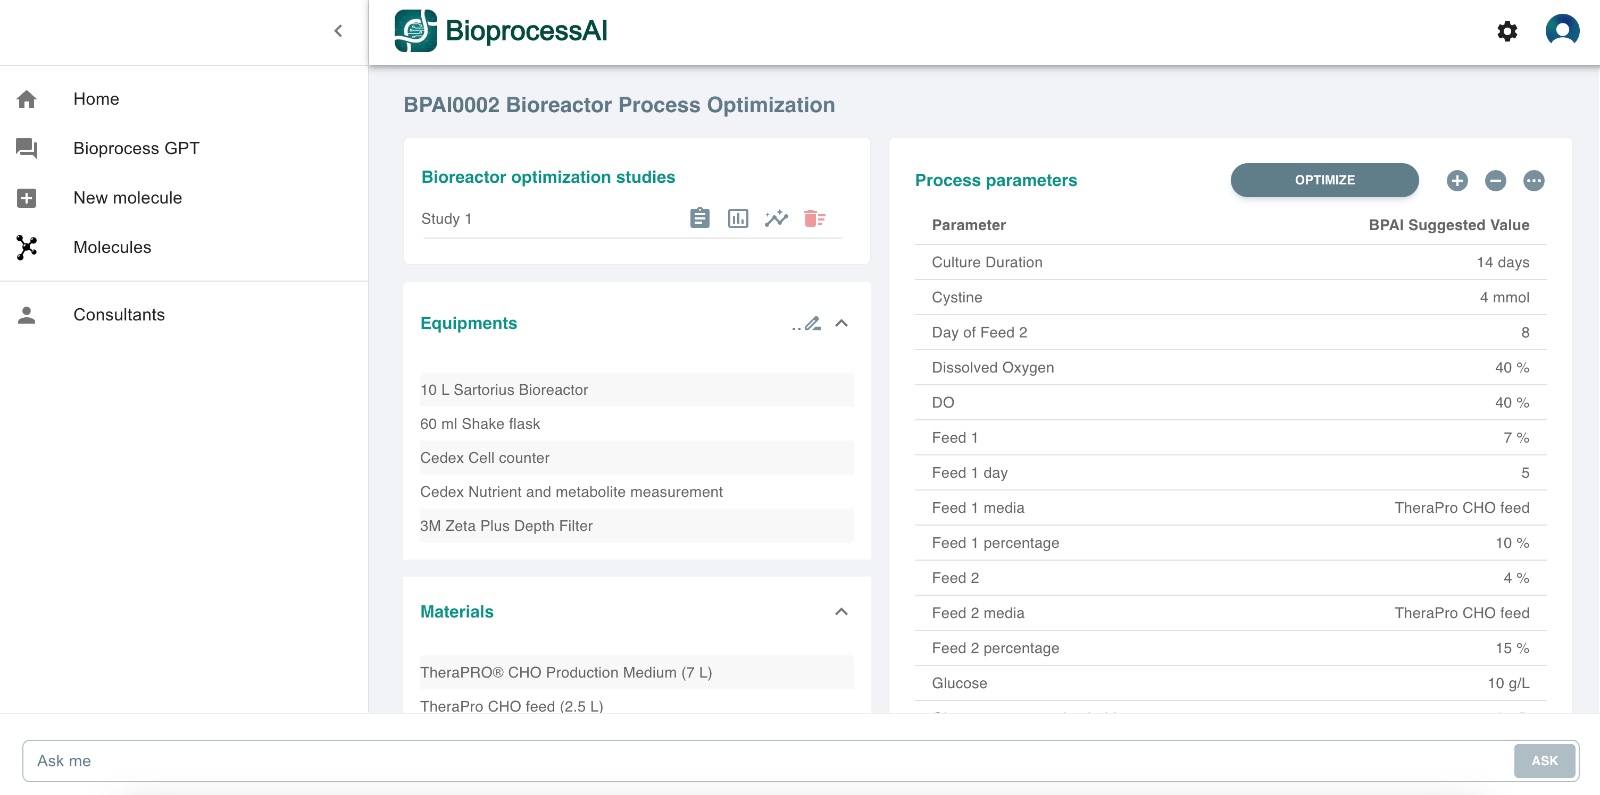 BioprocessAI
Home
Bioprocess GPT
New molecule
Molecules
Consultants
BPAI0002 Bioreactor Process Optimization
Bioreactor optimization studies
Study 1
Equipments
10 L Sartorius Bioreactor
60 ml Shake flask
Cedex Cell counter
Cedex Nutrient and metabolite measurement
3M Zeta Plus Depth Filter
Materials
TheraPRO® CHO Production Medium (7 L)
TheraPro CHO feed (2.5 L)
Process parameters
OPTIMIZE
Parameter BPAI Suggested Value
Culture Duration 14 days
Cystine 4 mmol
Day of Feed 2 8
Dissolved Oxygen 40 %
DO 40 %
Feed 1 7 %
Feed 1 day 5
Feed 1 media TheraPro CHO feed
Feed 1 percentage 10 %
Feed 2 4 %
Feed 2 media TheraPro CHO feed
Feed 2 percentage 15 %
Glucose 10 g/L
Ask me
ASK